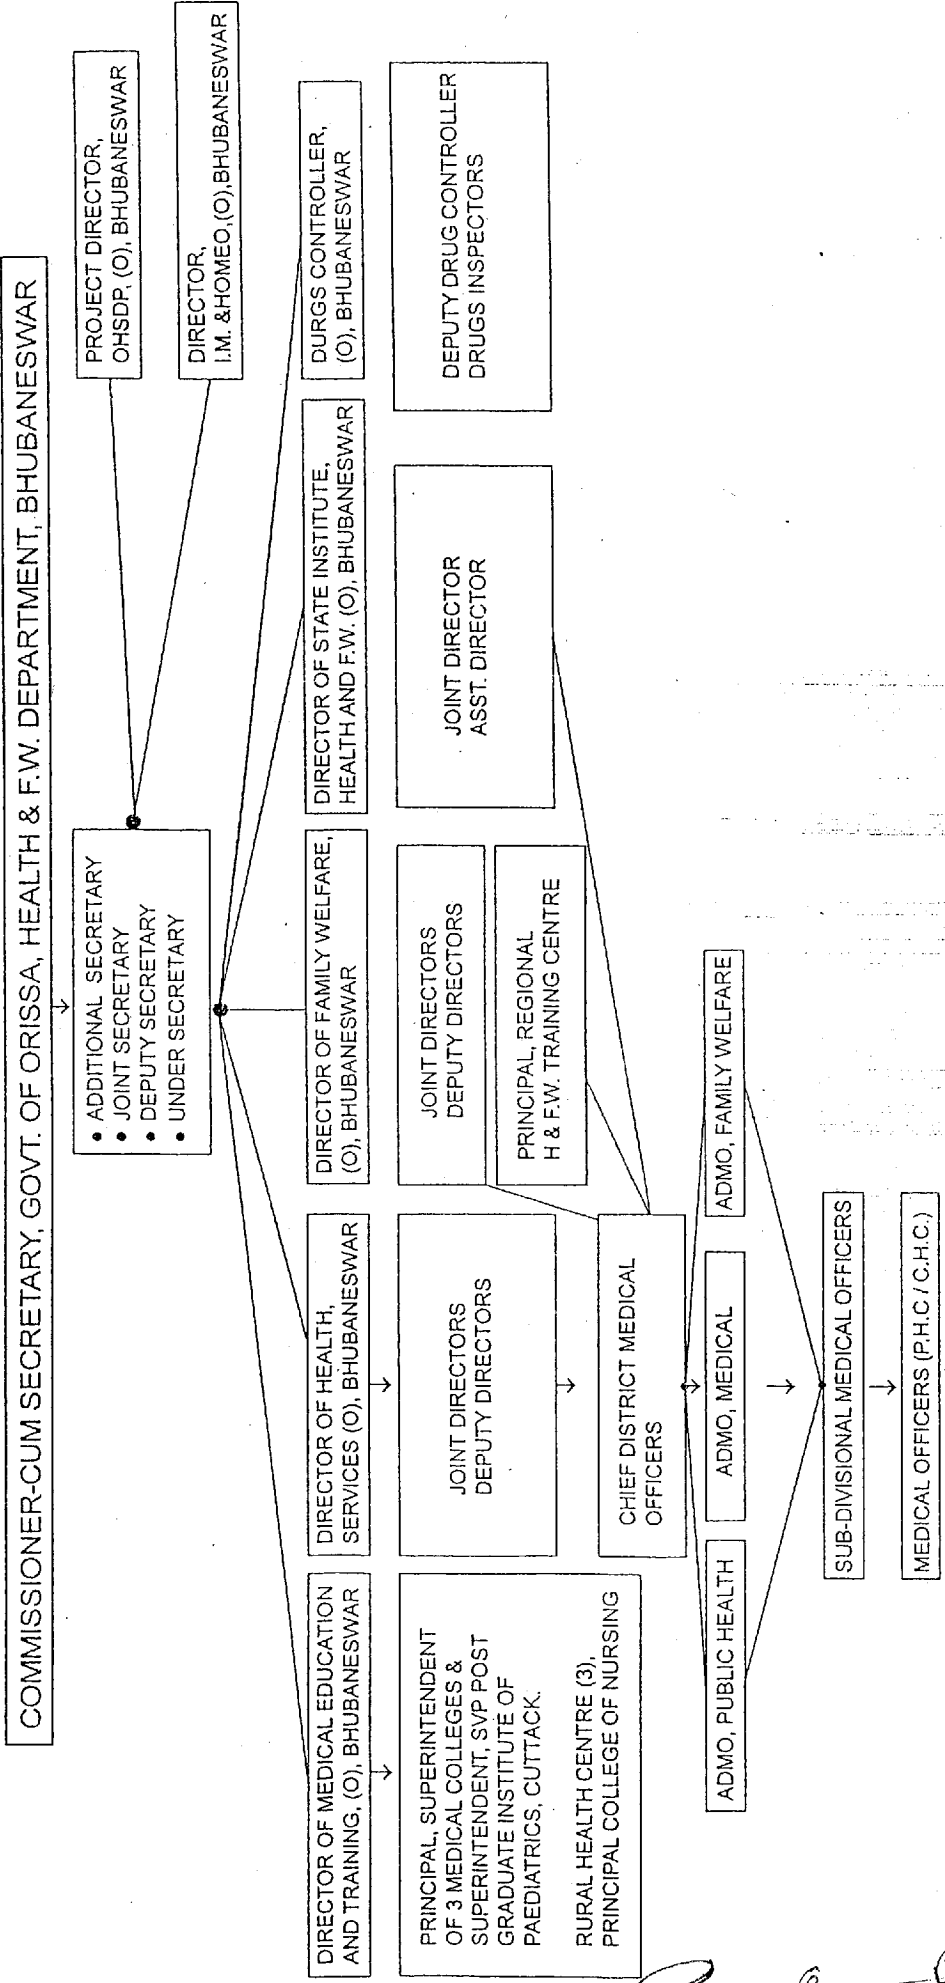 COMMISSIONER-CUM SECRETARY, GOVT. OF ORISSA, HEALTH & F.W. DEPARTMENT, BHUBANESWAR
• ADDITIONAL SECRETARY
• JOINT SECRETARY
• DEPUTY SECRETARY
• UNDER SECRETARY
PROJECT DIRECTOR,
OHSDP, (O), BHUBANESWAR
DIRECTOR,
I.M. &HOMEO,(O),BHUBANESWAR
DIRECTOR OF MEDICAL EDUCATION
AND TRAINING, (O), BHUBANESWAR
DIRECTOR OF HEALTH,
SERVICES (O), BHUBANESWAR
DIRECTOR OF FAMILY WELFARE,
(O), BHUBANESWAR
DIRECTOR OF STATE INSTITUTE,
HEALTH AND F.W. (O), BHUBANESWAR
DURGS CONTROLLER,
(O), BHUBANESWAR
PRINCIPAL, SUPERINTENDENT
OF 3 MEDICAL COLLEGES &
SUPERINTENDENT, SVP POST
GRADUATE INSTITUTE OF
PAEDIATRICS, CUTTACK.
RURAL HEALTH CENTRE (3),
PRINCIPAL COLLEGE OF NURSING
JOINT DIRECTORS
DEPUTY DIRECTORS
JOINT DIRECTORS
DEPUTY DIRECTORS
PRINCIPAL, REGIONAL
H & F.W. TRAINING CENTRE
JOINT DIRECTOR
ASST. DIRECTOR
DEPUTY DRUG CONTROLLER
DRUGS INSPECTORS
CHIEF DISTRICT MEDICAL
OFFICERS
ADMO, PUBLIC HEALTH
ADMO, MEDICAL
ADMO, FAMILY WELFARE
SUB-DIVISIONAL MEDICAL OFFICERS
MEDICAL OFFICERS (P.H.C / C.H.C.)